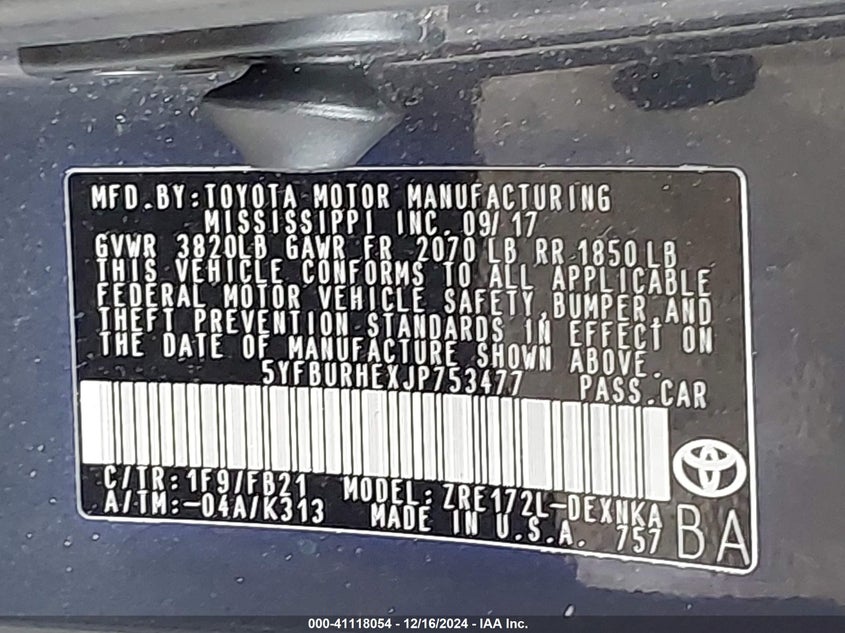 MFD.BY:TOYOTA MOTOR MANUFACTURING
MISSISSIPPI INC. 09/17
GVWR 3820LB GAWR FR 2070 LB RR 1850 LB
THIS VEHICLE CONFORMS TO ALL APPLICABLE
FEDERAL MOTOR VEHICLE SAFETY,BUMPER,AND
THEFT PREVENTION STANDARDS IN EFFECT ON
THE DATE OF MANUFACTURE SHOWN ABOVE.
5YFBURHEXJP753477 PASS.CAR
C/TR:1F9/FB21 MODEL:ZRE172L-DEXNKA
A/TM:-04A/K313 MADE IN U.S.A. 757
BA
000-41118054 - 12/16/2024 - IAA Inc.